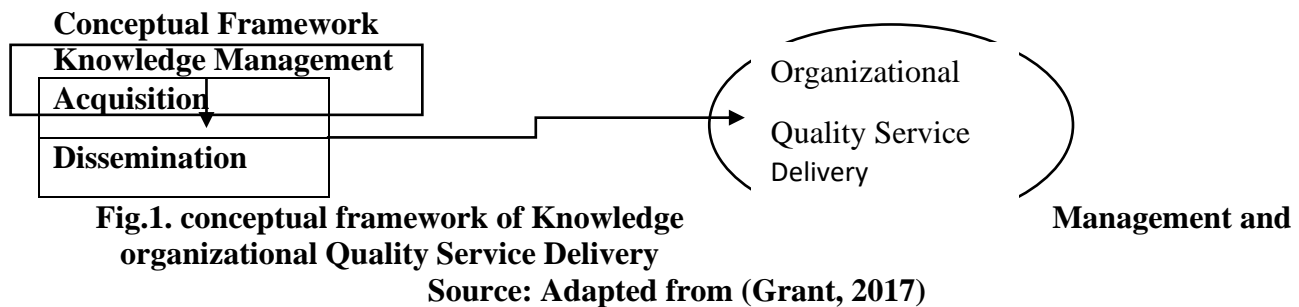 Conceptual Framework
Knowledge Management
Acquisition
Dissemination
Organizational
Quality Service
Delivery
Fig.1. conceptual framework of Knowledge Management and
organizational Quality Service Delivery
Source: Adapted from (Grant, 2017)